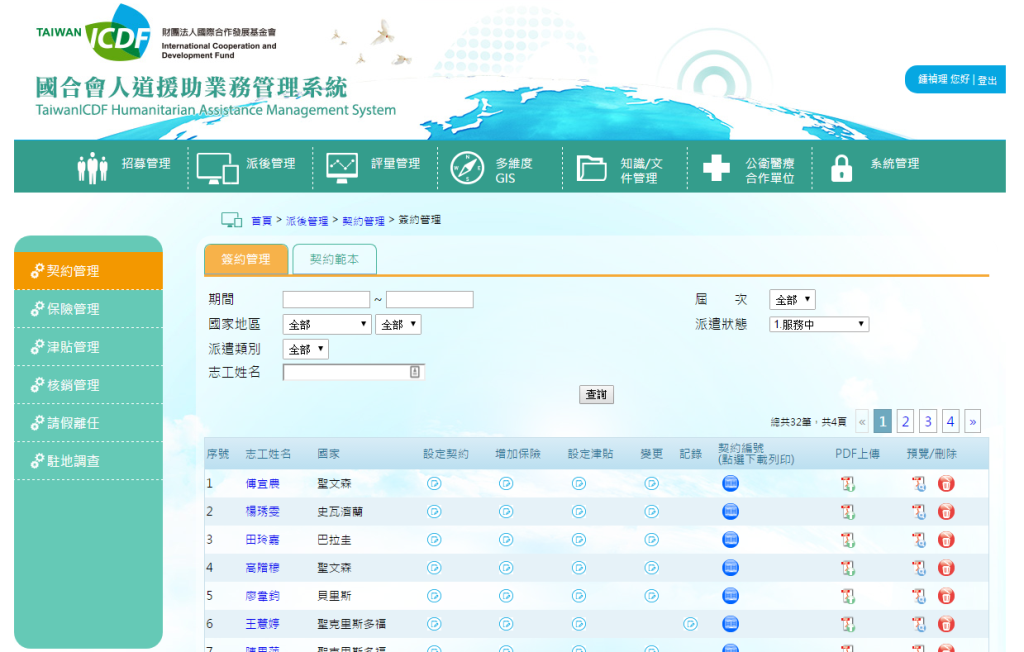 TAIWAN ICDF
財團法人國際合作發展基金會
International Cooperation and
Development Fund
國合會人道援助業務管理系統
TaiwanICDF Humanitarian Assistance Management System
鍾禎理 您好 | 登出
招募管理 派後管理 評量管理 多維度 GIS 知識/文件管理 公衛醫療合作單位 系統管理
首頁 > 派後管理 > 契約管理 > 簽約管理
契約管理
保險管理
津貼管理
核銷管理
請假離任
駐地調查
簽約管理 契約範本
期間 ~ 屆 次 全部
國家地區 全部 全部 派遣狀態 1.服務中
派遣類別 全部
志工姓名
查詢
總共32筆，共4頁 « 1 2 3 4 »
序號 志工姓名 國家 設定契約 增加保險 設定津貼 變更 記錄 契約編號 (點選下載列印) PDF上傳 預覽/刪除
1 傅宜農 聖文森
2 楊琇雯 史瓦濟蘭
3 田玲嘉 巴拉圭
4 聖文森
5 貝里斯
6 王慧婷 聖克里斯多福
7 聖克里斯多福